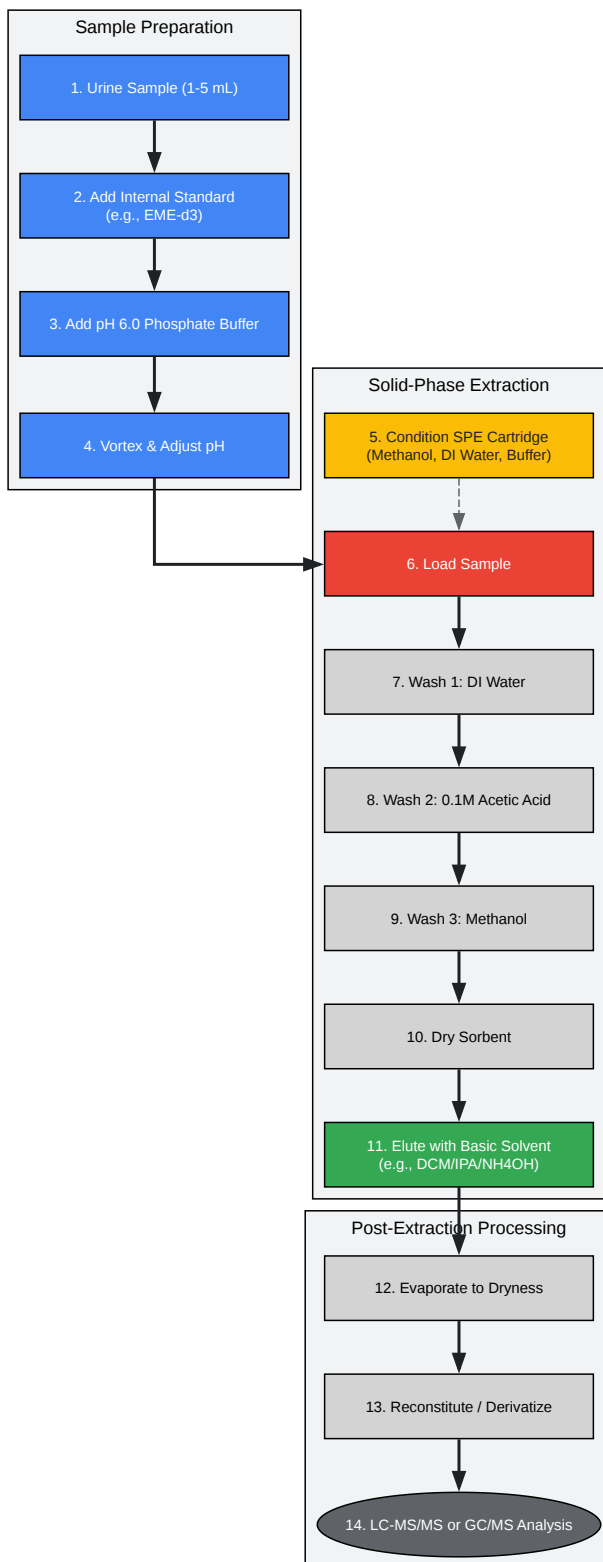 Sample Preparation
1. Urine Sample (1-5 mL)
2. Add Internal Standard
(e.g., EME-d3)
3. Add pH 6.0 Phosphate Buffer
4. Vortex & Adjust pH
Solid-Phase Extraction
5. Condition SPE Cartridge
(Methanol, DI Water, Buffer)
6. Load Sample
7. Wash 1: DI Water
8. Wash 2: 0.1M Acetic Acid
9. Wash 3: Methanol
10. Dry Sorbent
11. Elute with Basic Solvent
(e.g., DCM/IPA/NH4OH)
Post-Extraction Processing
12. Evaporate to Dryness
13. Reconstitute / Derivatize
14. LC-MS/MS or GC/MS Analysis